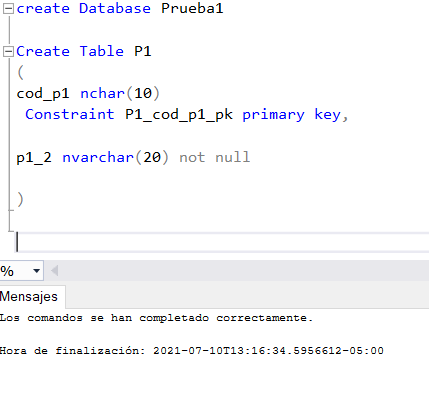 create Database Prueba1
Create Table P1
(
cod_p1 nchar(10)
Constraint P1_cod_p1_pk primary key,
p1_2 nvarchar(20) not null
)
%
Mensajes
Los comandos se han completado correctamente.
Hora de finalización: 2021-07-10T13:16:34.5956612-05:00